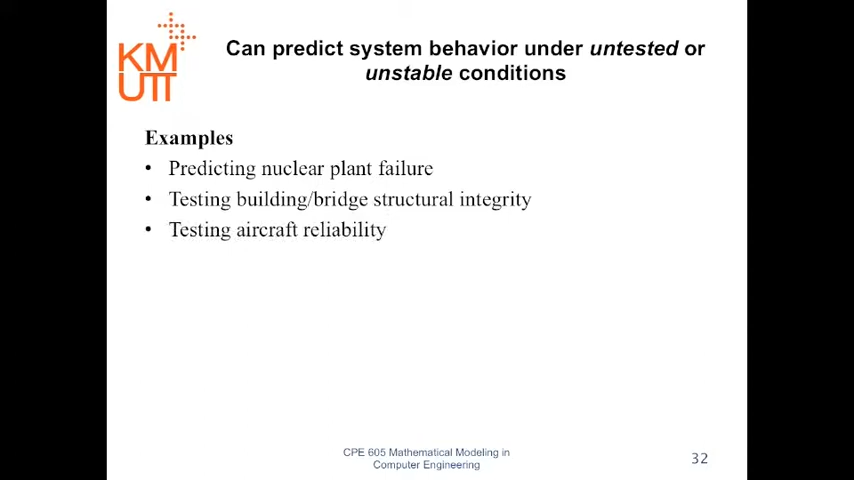 KM
UTT
Can predict system behavior under untested or
unstable conditions
Examples
• Predicting nuclear plant failure
• Testing building/bridge structural integrity
• Testing aircraft reliability
CPE 605 Mathematical Modeling in
Computer Engineering
32